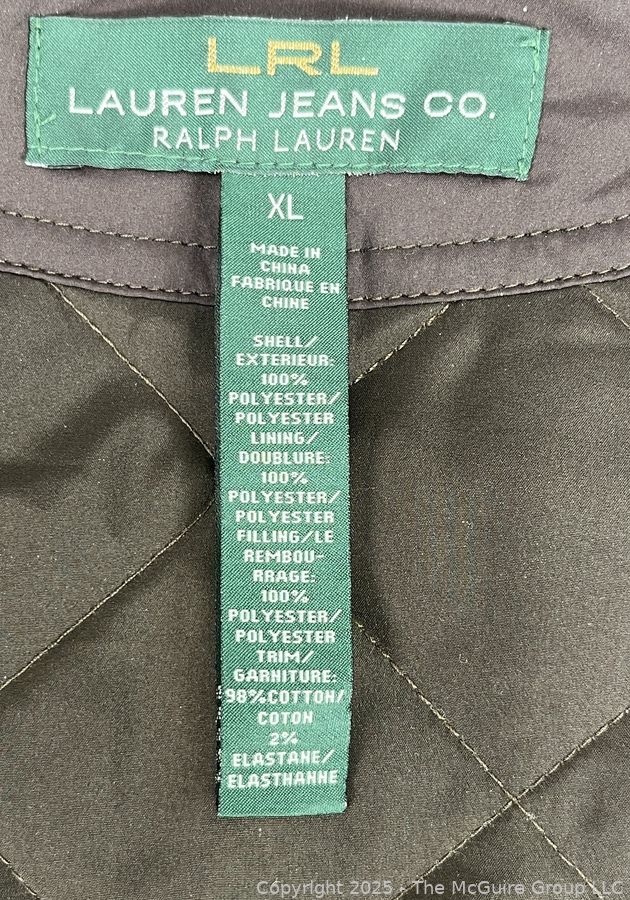 LRL
LAUREN JEANS CO.
RALPH LAUREN
XL
MADE IN
CHINA
FABRIQUE EN
CHINE
SHELL/
EXTERIEUR:
100%
POLYESTER/
POLYESTER
LINING/
DOUBLURE:
100%
POLYESTER/
POLYESTER
FILLING/LE
REMBOU-
RRAGE:
100%
POLYESTER/
POLYESTER
TRIM/
GARNITURE:
98%COTTON/
COTON
2%
ELASTANE/
ELASTHANNE
Copyright 2025 - The McGuire Group LLC